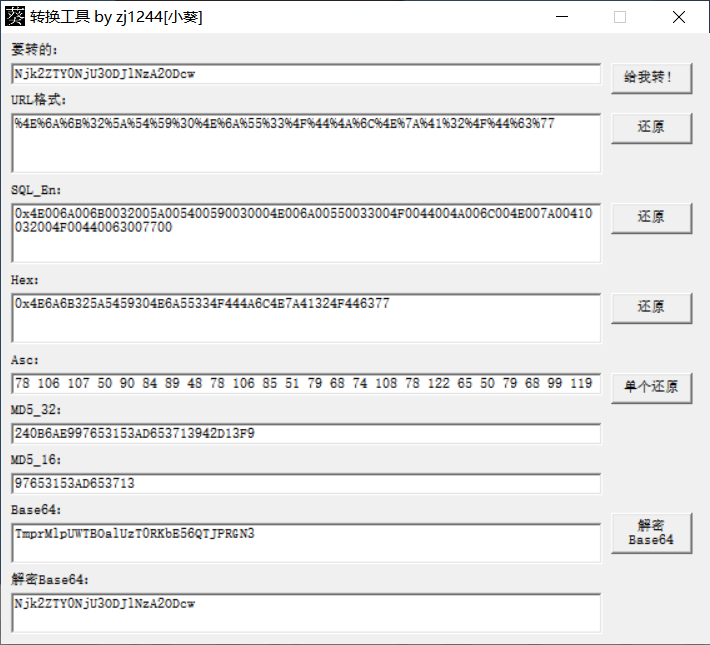 转换工具 by zj1244[小葵]
要转的:
Njk2ZTY0NjU3ODJlNzA2ODcw
给我转!
URL格式:
%4E%6A%6B%32%5A%54%59%30%4E%6A%55%33%4F%44%4A%6C%4E%7A%41%32%4F%44%63%77
还原
SQL_En:
0x4E006A006B0032005A005400590030004E006A00550033004F0044004A006C004E007A00410
032004F00440063007700
还原
Hex:
0x4E6A6B325A5459304E6A55334F444A6C4E7A41324F446377
还原
Asc:
78 106 107 50 90 84 89 48 78 106 85 51 79 68 74 108 78 122 65 50 79 68 99 119
单个还原
MD5_32:
240B6AE997653153AD653713942D13F9
MD5_16:
97653153AD653713
Base64:
TmprMlpUWTBOalUzT0RKbE56QTJPRGN3
解密
Base64
解密Base64:
Njk2ZTY0NjU3ODJlNzA2ODcw